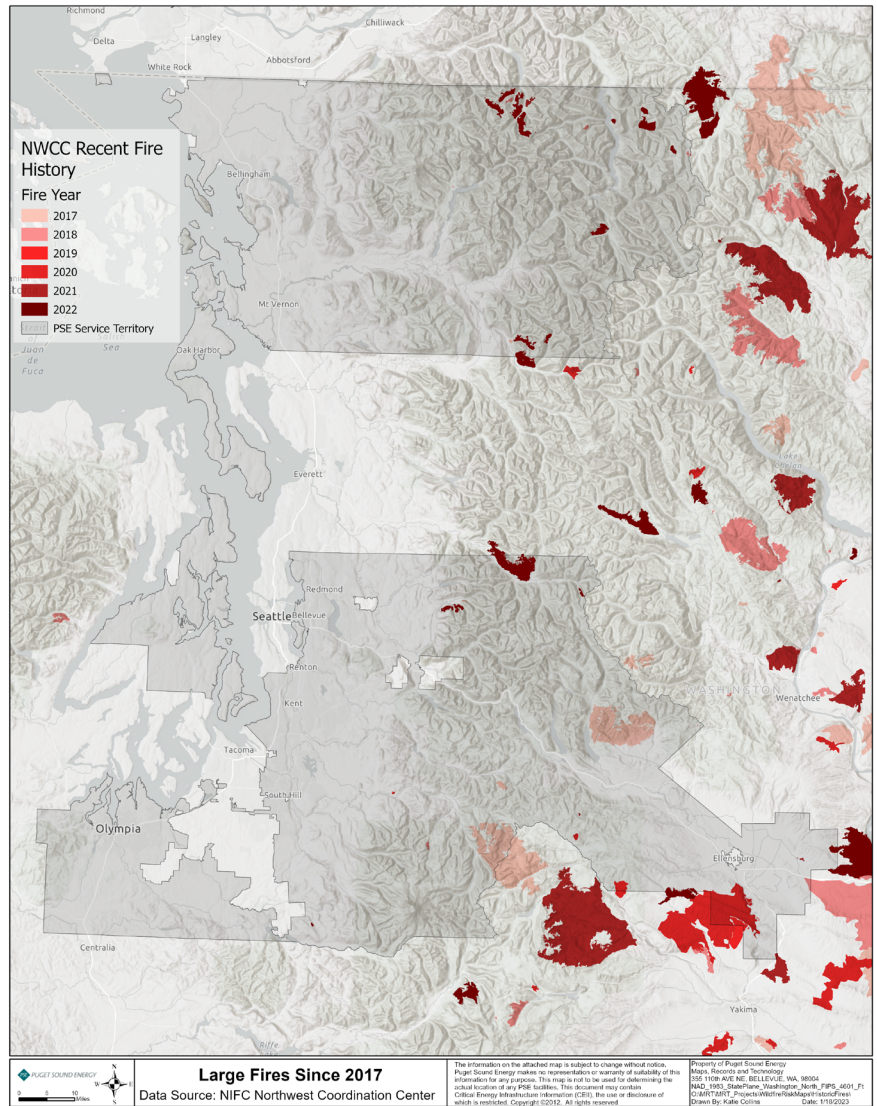 Richmond
Chilliwack
Delta
Langley
Abbotsford
White Rock
NWCC Recent Fire
History
Fire Year
2017
2018
2019
2020
2021
2022
PSE Service Territory
Bellingham
Mt Vernon
Oak Harbor
Sea
Juan
de
Fuca
Everett
Lake
Chelan
Redmond
Seattle
Bellevue
Renton
Kent
WASHINGTON
Wenatchee
Tacoma
South Hill
Olympia
Ellensburg
Centralia
Yakima
Riffe
PUGET SOUND ENERGY
N
W
E
S
0 5 10
Miles
Large Fires Since 2017
Data Source: NIFC Northwest Coordination Center
The information on the attached map is subject to change without notice.
Puget Sound Energy makes no representation or warranty of suitability of this
information for any purpose. This map is not to be used for determining the
actual location of any PSE facilities. This document may contain
Critical Energy Infrastructure Information (CEII), the use or disclosure of
which is restricted. Copyright ©2012. All rights reserved
Property of Puget Sound Energy
Maps, Records and Technology
355 110th AVE NE, BELLEVUE, WA, 98004
NAD_1983_StatePlane_Washington_North_FIPS_4601_Ft
G:\MRT\MRT_Projects\WildfireRiskMaps\HistoricFires\
Drawn By: Katie Collins Date: 1/18/2023